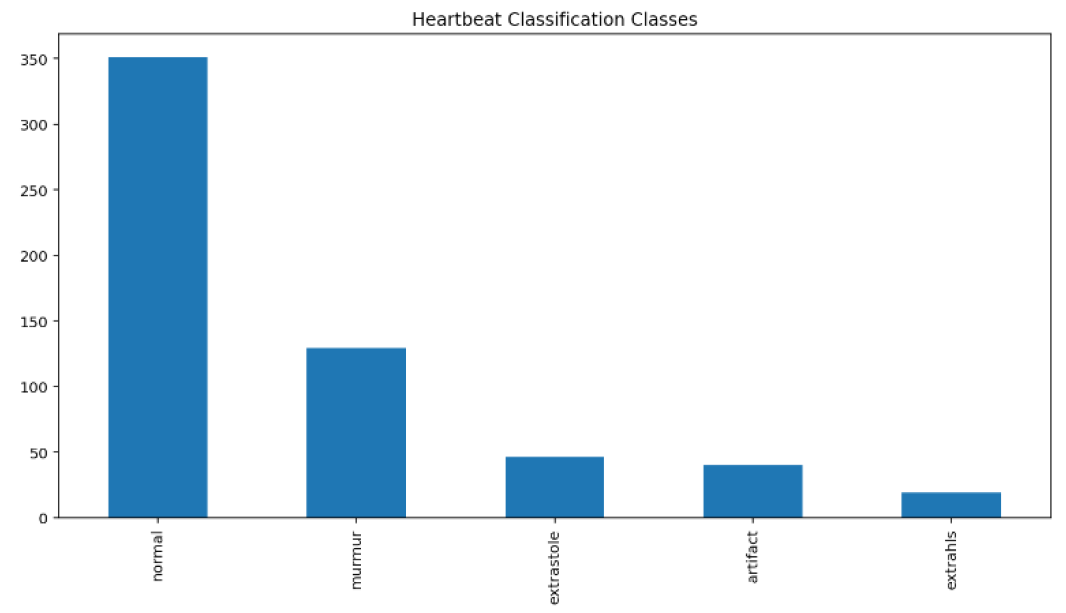 Heartbeat Classification Classes
350
300
250
200
150
100
50
0
normal
murmur
extrastole
artifact
extrahls